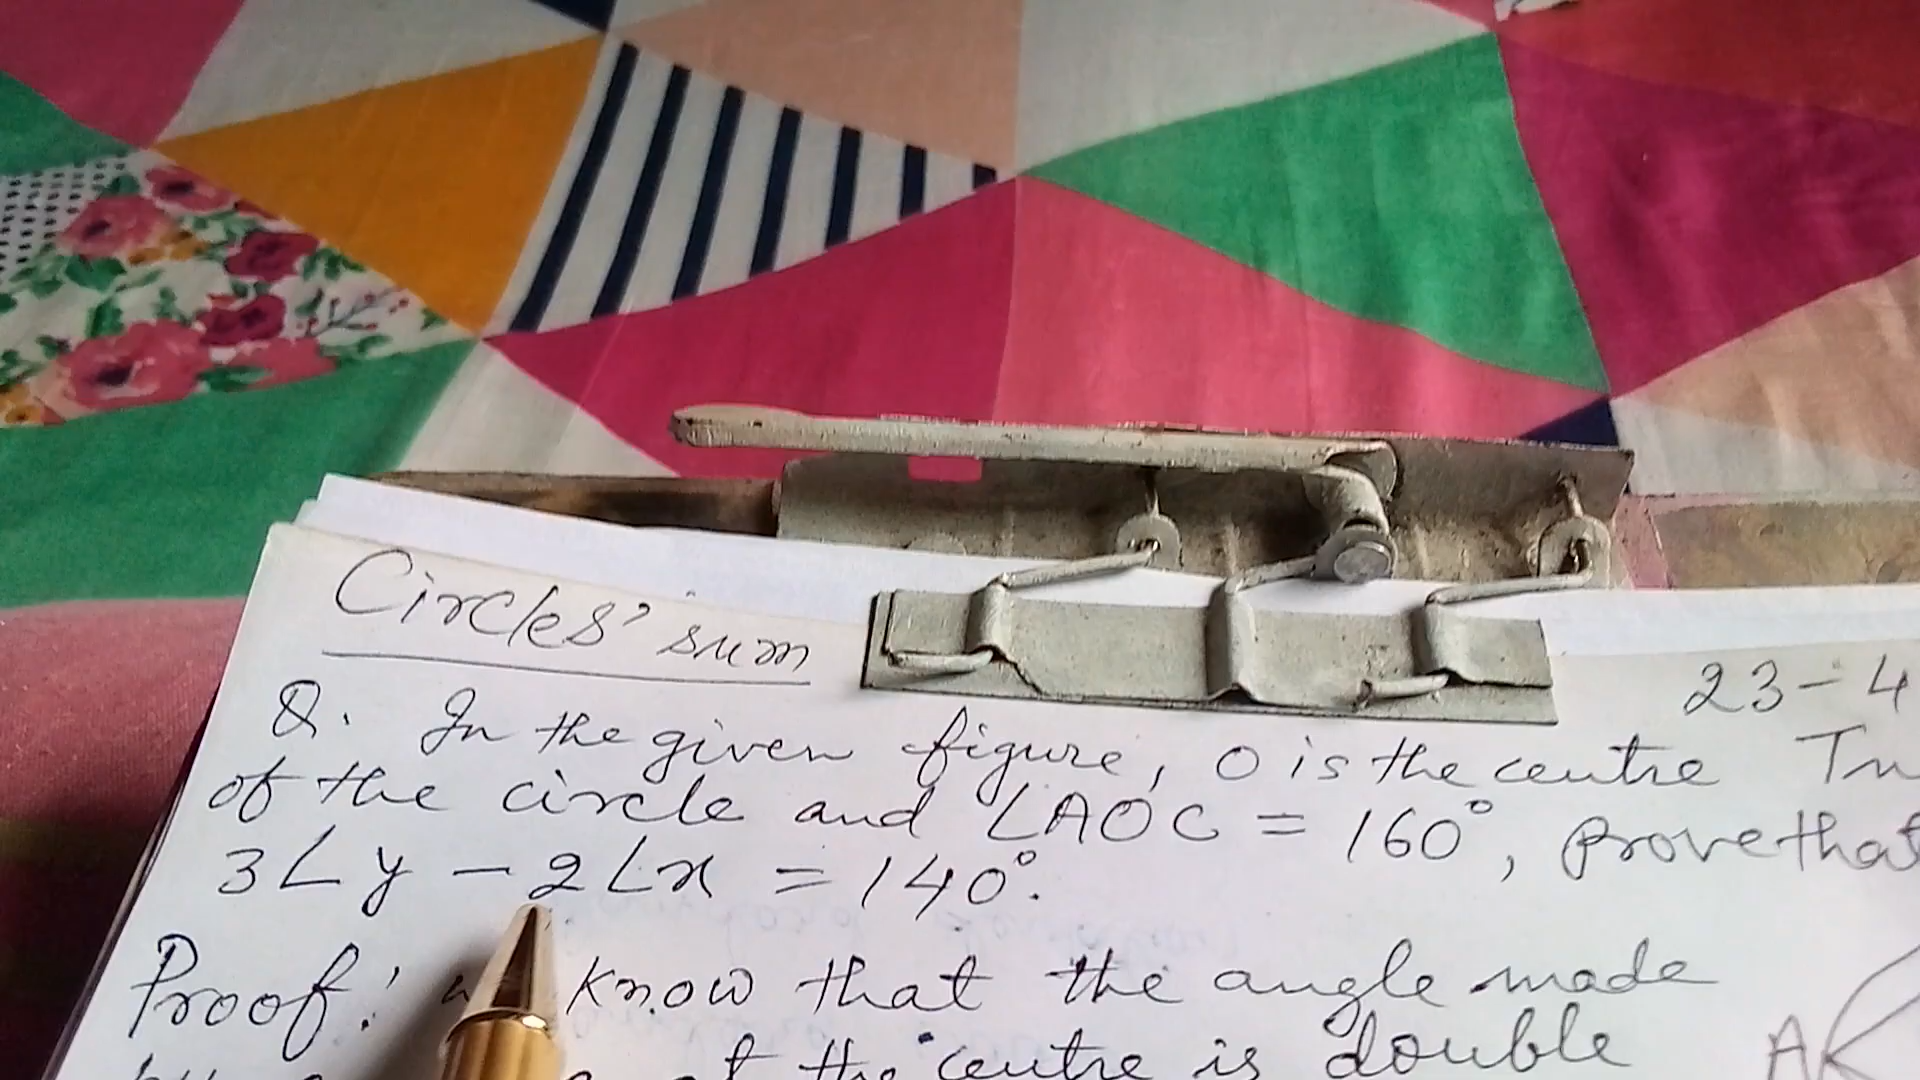 Circles' sum
23-4
Q. In the given figure, O is the centre
of the circle and ∠AOC = 160°, prove that
3∠y - 2∠x = 140°.
Proof: know that the angle made
at the centre is double
A